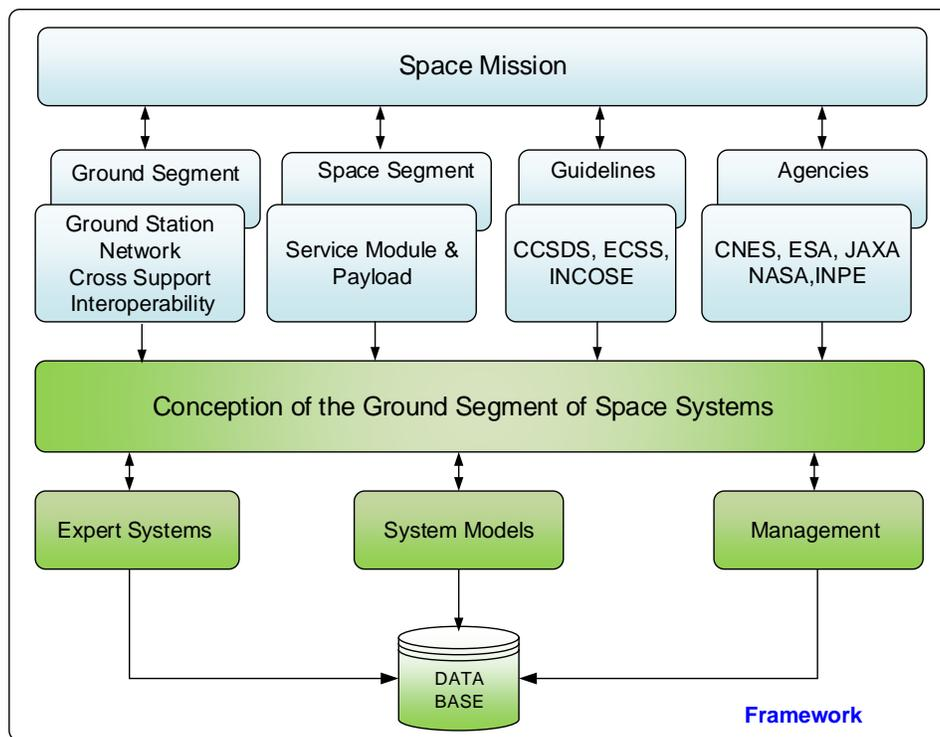 Space Mission
Ground Segment
Space Segment
Guidelines
Agencies
Ground Station
Network
Cross Support
Interoperability
Service Module &
Payload
CCSDS, ECSS,
INCOSE
CNES, ESA, JAXA
NASA,INPE
Conception of the Ground Segment of Space Systems
Expert Systems
System Models
Management
DATA
BASE
Framework